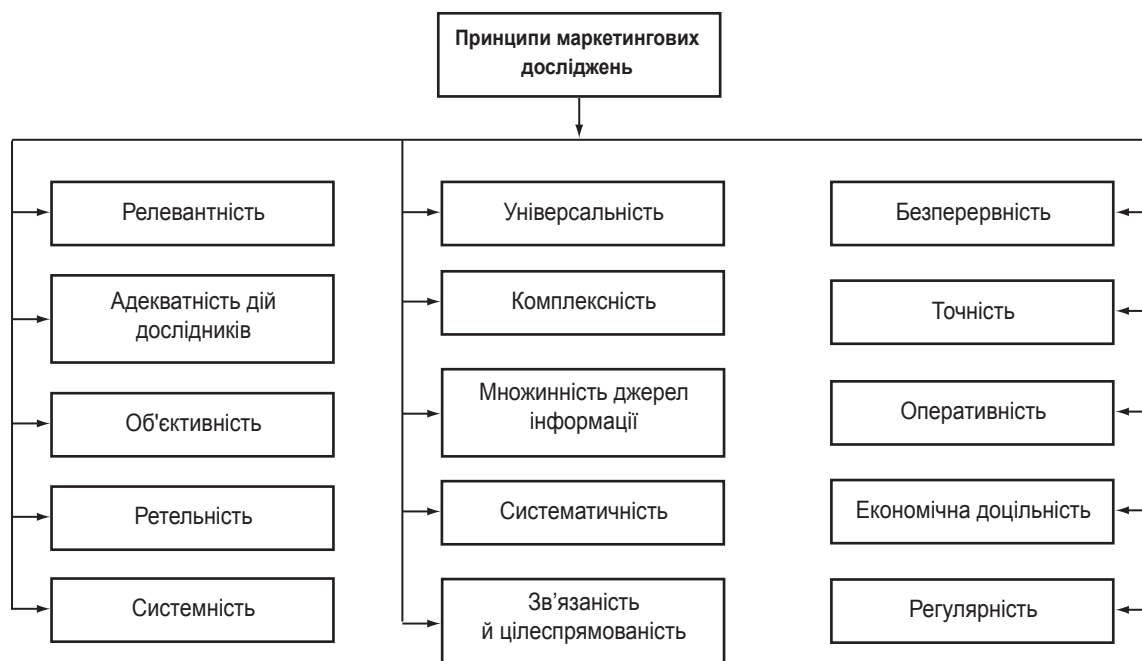 Принципи маркетингових
досліджень
Релевантність
Адекватність дій
дослідників
Об'єктивність
Ретельність
Системність
Універсальність
Комплексність
Множинність джерел
інформації
Систематичність
Зв’язаність
й цілеспрямованість
Безперервність
Точність
Оперативність
Економічна доцільність
Регулярність